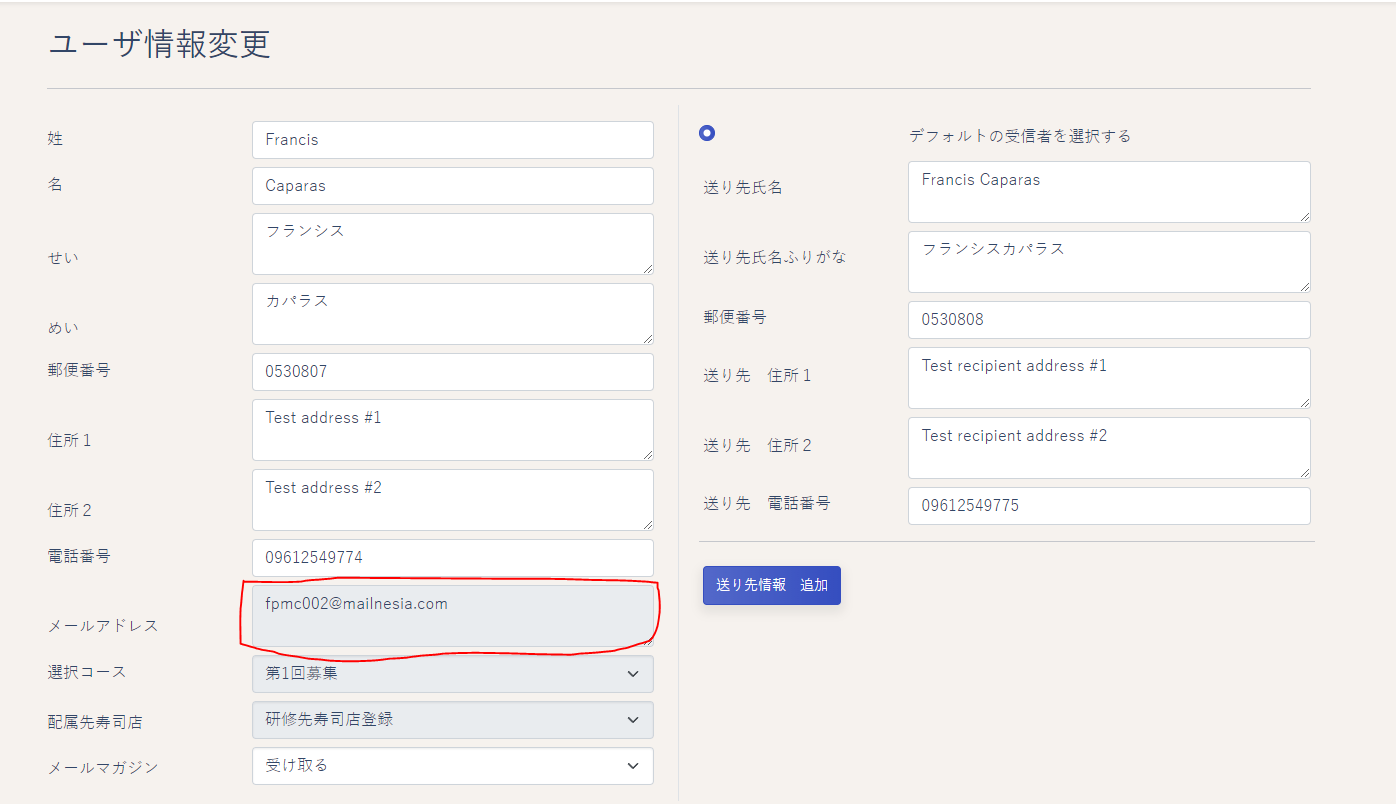 ユーザ情報変更
姓
Francis
名
Caparas
せい
フランシス
めい
カパラス
郵便番号
0530807
住所１
Test address #1
住所２
Test address #2
電話番号
09612549774
メールアドレス
fpmc002@mailnesia.com
選択コース
第1回募集
配属先寿司店
研修先寿司店登録
メールマガジン
受け取る
デフォルトの受信者を選択する
送り先氏名
Francis Caparas
送り先氏名ふりがな
フランシスカパラス
郵便番号
0530808
送り先　住所１
Test recipient address #1
送り先　住所２
Test recipient address #2
送り先　電話番号
09612549775
送り先情報　追加